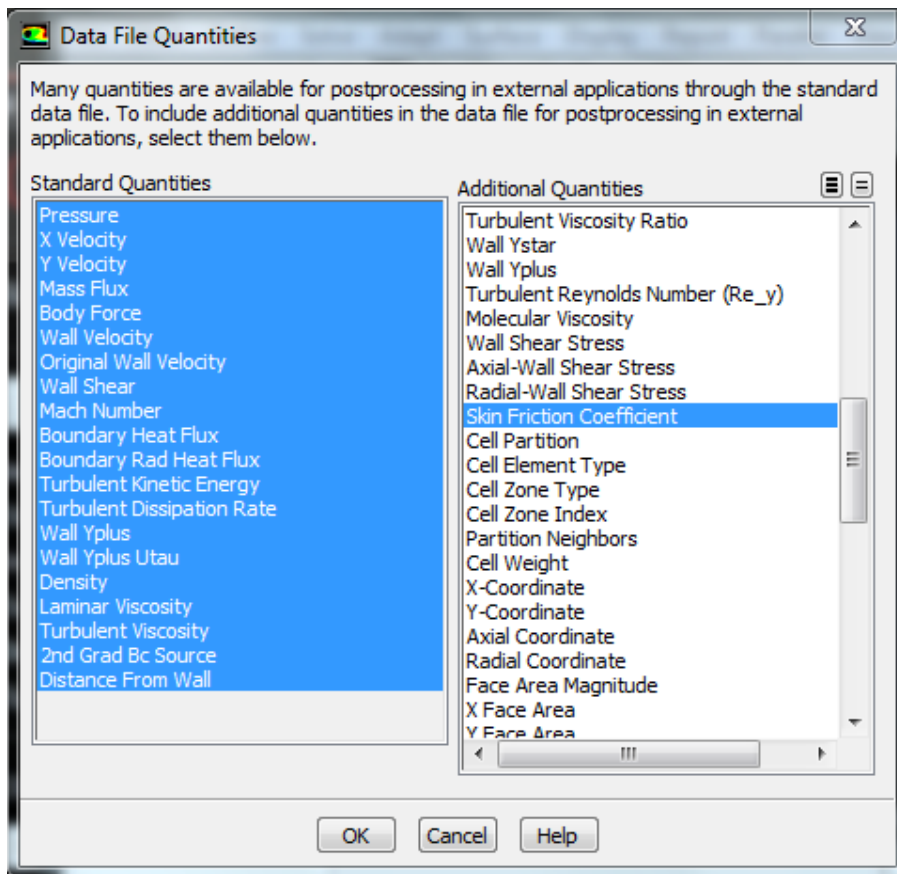 Data File Quantities
Many quantities are available for postprocessing in external applications through the standard
data file. To include additional quantities in the data file for postprocessing in external
applications, select them below.
Standard Quantities
Pressure
X Velocity
Y Velocity
Mass Flux
Body Force
Wall Velocity
Original Wall Velocity
Wall Shear
Mach Number
Boundary Heat Flux
Boundary Rad Heat Flux
Turbulent Kinetic Energy
Turbulent Dissipation Rate
Wall Yplus
Wall Yplus Utau
Density
Laminar Viscosity
Turbulent Viscosity
2nd Grad Bc Source
Distance From Wall
Additional Quantities
Turbulent Viscosity Ratio
Wall Ystar
Wall Yplus
Turbulent Reynolds Number (Re_y)
Molecular Viscosity
Wall Shear Stress
Axial-Wall Shear Stress
Radial-Wall Shear Stress
Skin Friction Coefficient
Cell Partition
Cell Element Type
Cell Zone Type
Cell Zone Index
Partition Neighbors
Cell Weight
X-Coordinate
Y-Coordinate
Axial Coordinate
Radial Coordinate
Face Area Magnitude
X Face Area
Y Face Area
OK
Cancel
Help